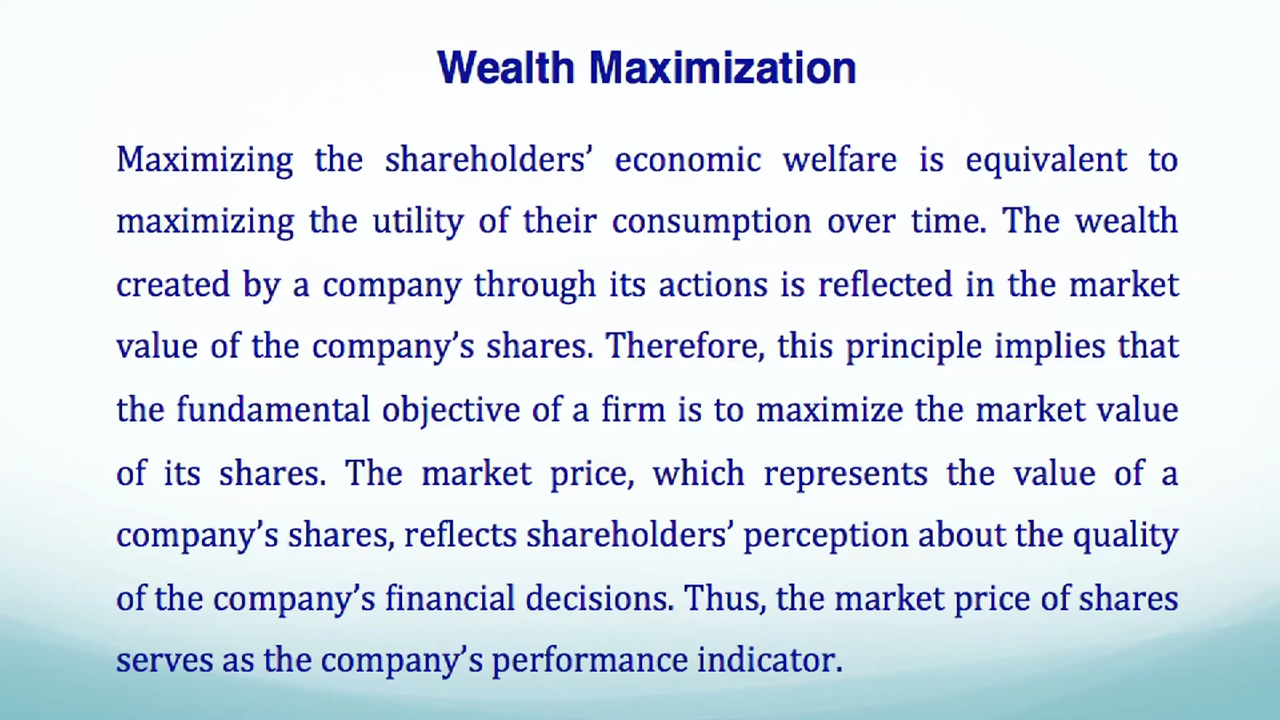 Wealth Maximization
Maximizing the shareholders’ economic welfare is equivalent to
maximizing the utility of their consumption over time. The wealth
created by a company through its actions is reflected in the market
value of the company’s shares. Therefore, this principle implies that
the fundamental objective of a firm is to maximize the market value
of its shares. The market price, which represents the value of a
company’s shares, reflects shareholders’ perception about the quality
of the company’s financial decisions. Thus, the market price of shares
serves as the company’s performance indicator.